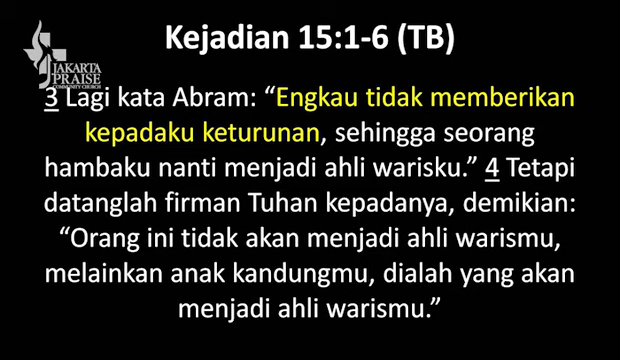 Kejadian 15:1-6 (TB)
JAKARTA
PRAISE
COMMUNITY CHURCH
3 Lagi kata Abram: “Engkau tidak memberikan
kepadaku keturunan, sehingga seorang
hambaku nanti menjadi ahli warisku.” 4 Tetapi
datanglah firman Tuhan kepadanya, demikian:
“Orang ini tidak akan menjadi ahli warismu,
melainkan anak kandungmu, dialah yang akan
menjadi ahli warismu.”